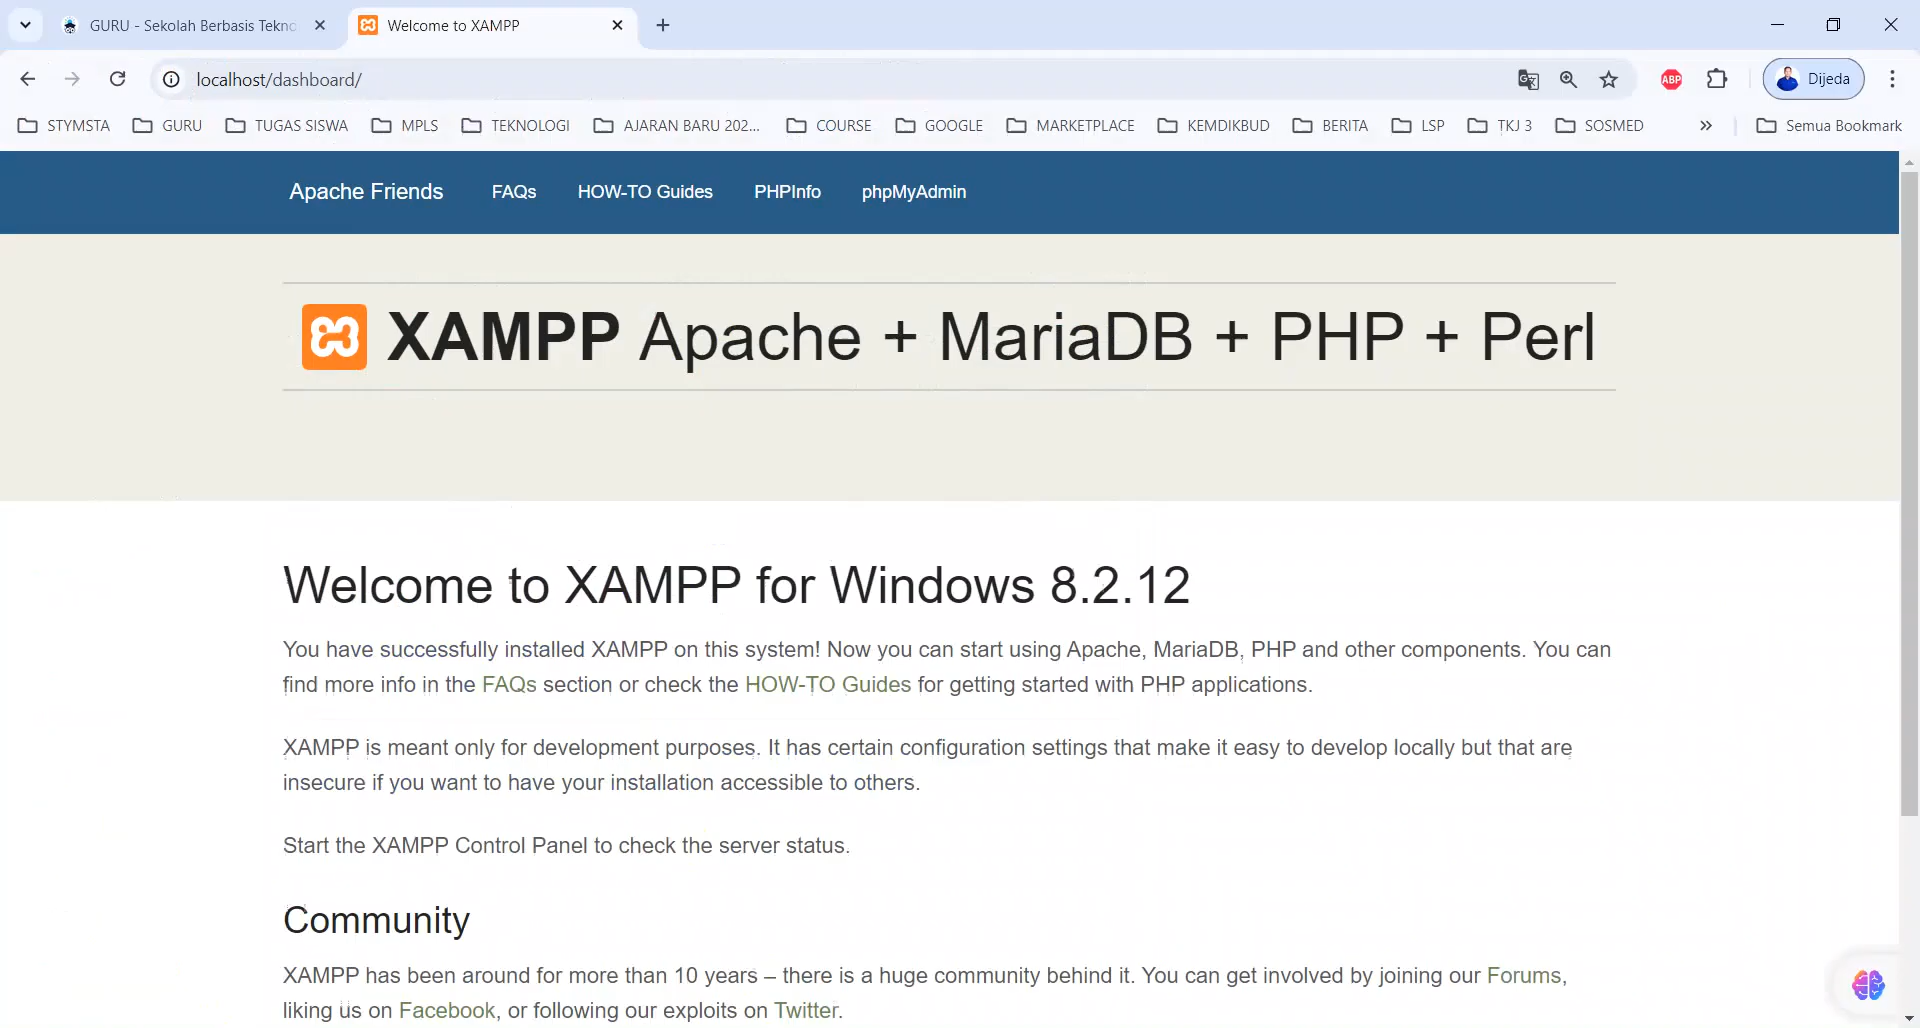 GURU - Sekolah Berbasis Tekno
Welcome to XAMPP
localhost/dashboard/
ABP
Dijeda
STYMSTA
GURU
TUGAS SISWA
MPLS
TEKNOLOGI
AJARAN BARU 202...
COURSE
GOOGLE
MARKETPLACE
KEMDIKBUD
BERITA
LSP
TKJ 3
SOSMED
»
Semua Bookmark
Apache Friends
FAQs
HOW-TO Guides
PHPInfo
phpMyAdmin
XAMPP Apache + MariaDB + PHP + Perl
Welcome to XAMPP for Windows 8.2.12
You have successfully installed XAMPP on this system! Now you can start using Apache, MariaDB, PHP and other components. You can
find more info in the FAQs section or check the HOW-TO Guides for getting started with PHP applications.
XAMPP is meant only for development purposes. It has certain configuration settings that make it easy to develop locally but that are
insecure if you want to have your installation accessible to others.
Start the XAMPP Control Panel to check the server status.
Community
XAMPP has been around for more than 10 years – there is a huge community behind it. You can get involved by joining our Forums,
liking us on Facebook, or following our exploits on Twitter.